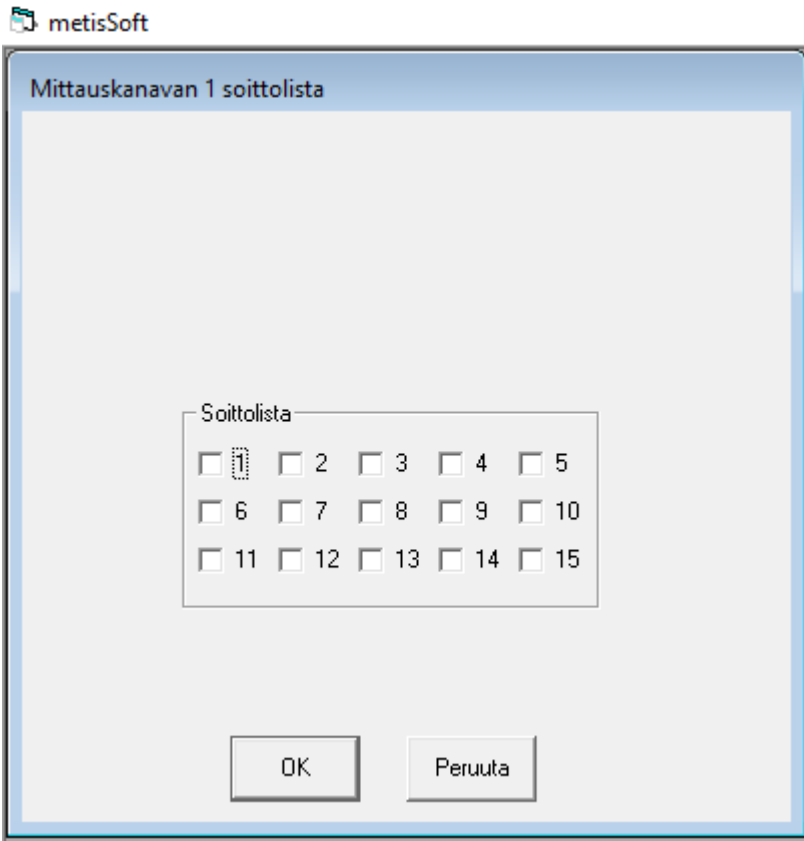 metisSoft
Mittauskanavan 1 soittolista
Soittolista
1 2 3 4 5
6 7 8 9 10
11 12 13 14 15
OK Peruuta